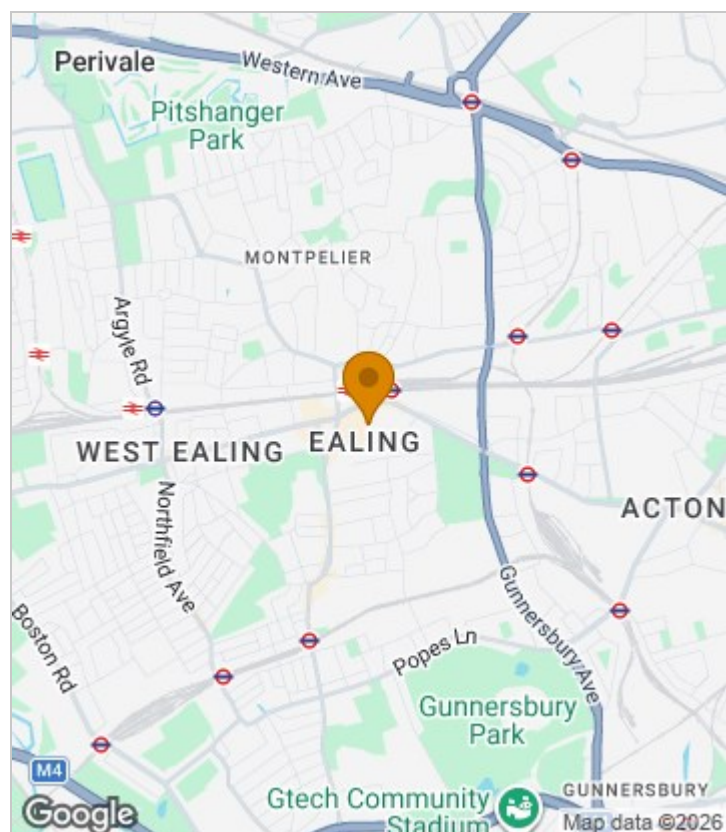 Perivale
Western Ave
Pitshanger
Park
MONTPELIER
Argyle Rd
WEST EALING
EALING
ACTON
Northfield Ave
Gunnersbury Ave
Boston Rd
Popes Ln
Gunnersbury
Park
M4
GUNNERSBURY
Gtech Community
Stadium
Google
Map data ©2026